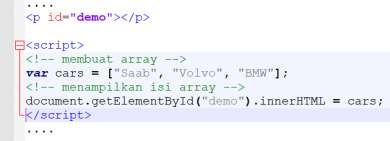 ....
<p id="demo"></p>
<script>
<!-- membuat array -->
var cars = ["Saab", "Volvo", "BMW"];
<!-- menampilkan isi array -->
document.getElementById("demo").innerHTML = cars;
</script>
....